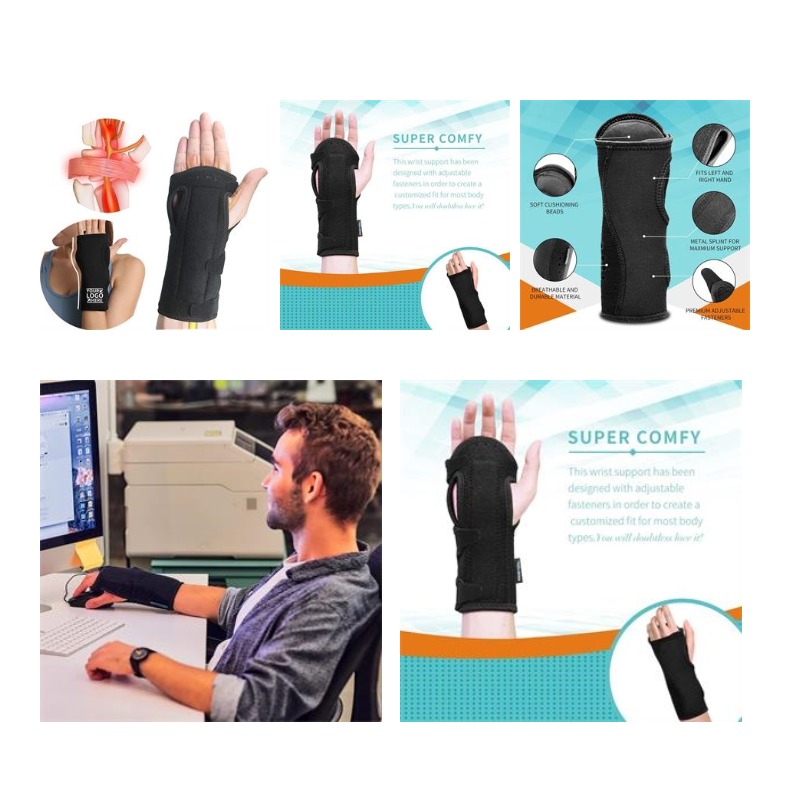 YOUR
LOGO
HERE
SUPER COMFY
This wrist support has been
designed with adjustable
fasteners in order to create a
customized fit for most body
types.You will doubtless love it!
FITS LEFT AND
RIGHT HAND
SOFT CUSHIONING
BEADS
METAL SPLINT FOR
MAXMIUM SUPPORT
BREATHABLE AND
DURABLE MATERIAL
PREMIUM ADJUSTABLE
FASTENERS
SUPER COMFY
This wrist support has been
designed with adjustable
fasteners in order to create a
customized fit for most body
types.You will doubtless love it!